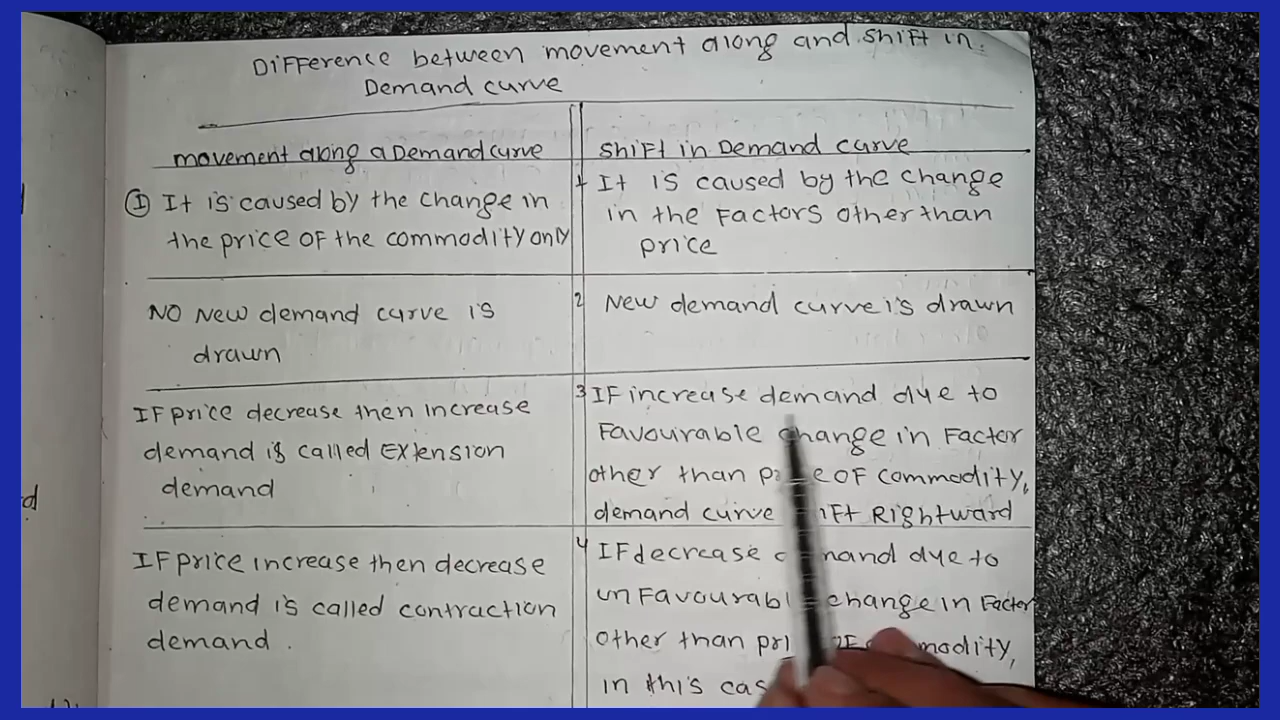 Difference between movement along and shift in
Demand curve
movement along a Demand curve
① It is caused by the change in
the price of the commodity only
No New demand curve is
drawn
If price decrease then increase
demand is called Extension
demand
If price increase then decrease
demand is called contraction
demand.
shift in Demand curve
1 It is caused by the change
in the Factors other than
price
2 New demand curve is drawn
3 If increase demand due to
Favourable change in Factor
other than of commodity,
demand curve Rightward
4 If decrease due to
unfavourable change in Factor
other than
in this
d